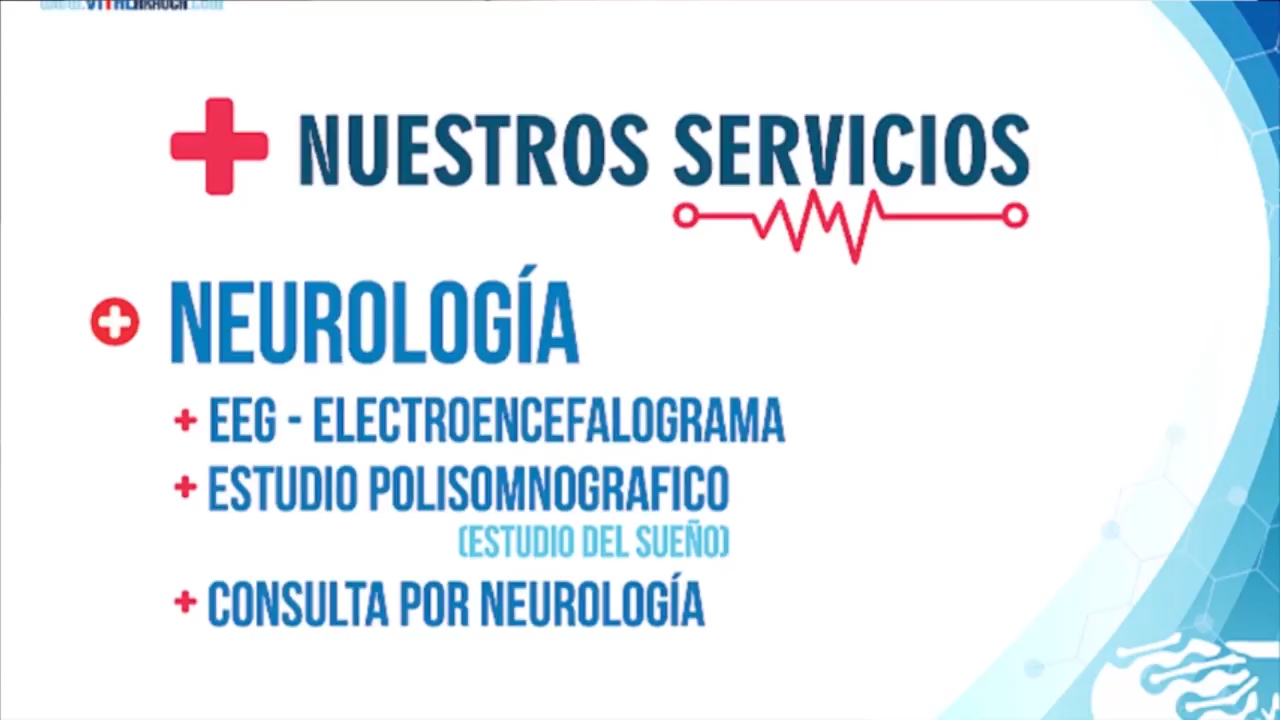 NUESTROS SERVICIOS
NEUROLOGÍA
+ EEG - ELECTROENCEFALOGRAMA
+ ESTUDIO POLISOMNOGRAFICO
(ESTUDIO DEL SUEÑO)
+ CONSULTA POR NEUROLOGÍA